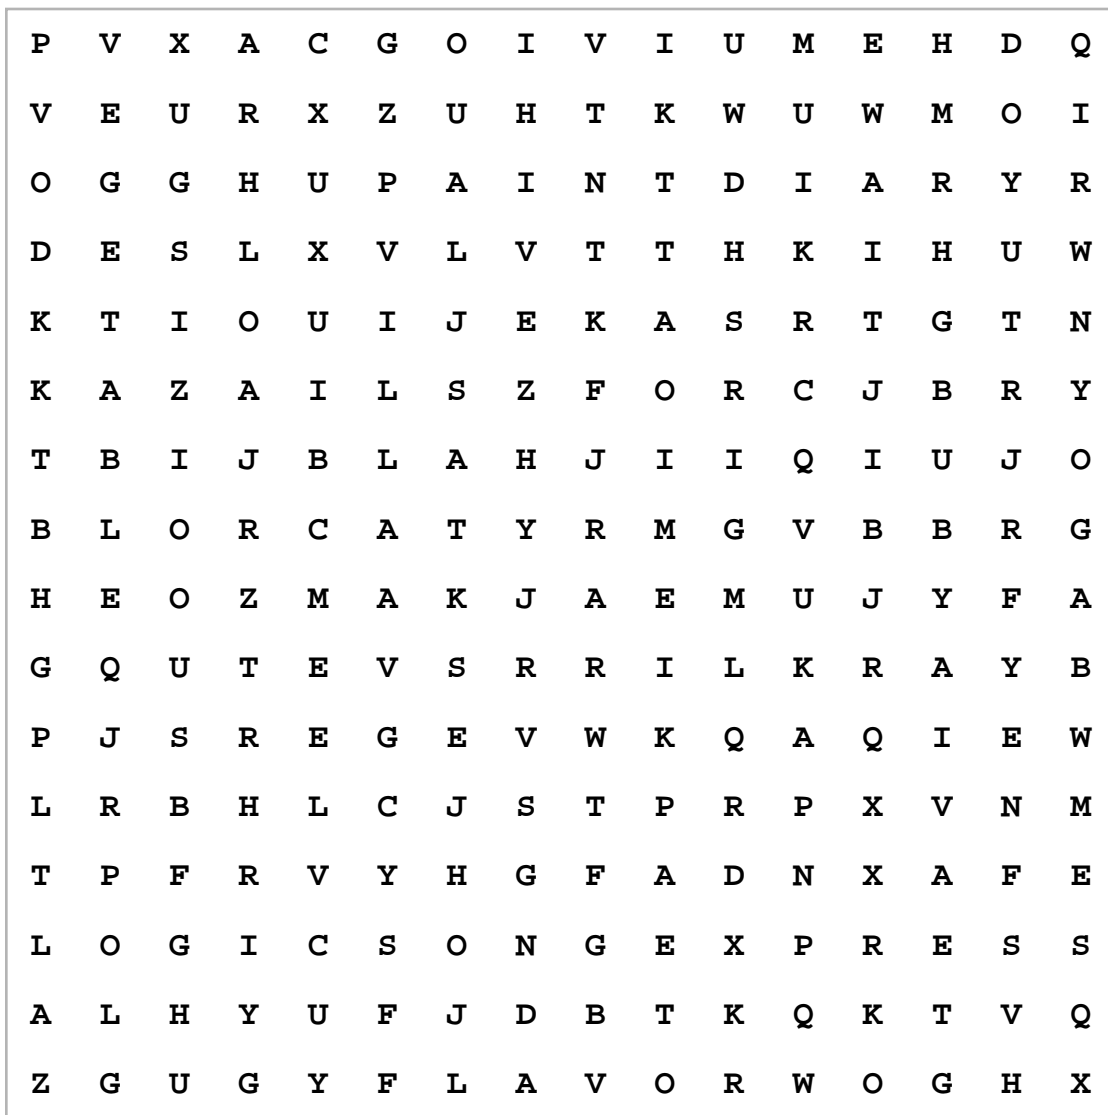 P V X A C G O I V I U M E H D Q
V E U R X Z U H T K W U W M O I
O G G H U P A I N T D I A R Y R
D E S L X V L V T T H K I H U W
K T I O U I J E K A S R T G T N
K A Z A I L S Z F O R C J B R Y
T B I J B L A H J I I Q I U J O
B L O R C A T Y R M G V B B R G
H E O Z M A K J A E M U J Y F A
G Q U T E V S R R I L K R A Y B
P J S R E G E V W K Q A Q I E W
L R B H L C J S T P R P X V N M
T P F R V Y H G F A D N X A F E
L O G I C S O N G E X P R E S S
A L H Y U F J D B T K Q K T V Q
Z G U G Y F L A V O R W O G H X